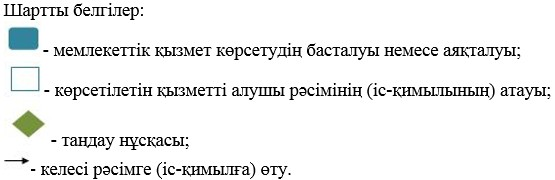 Шартты белгілер:
- мемлекеттік қызмет көрсетудің басталуы немесе аяқталуы;
- көрсетілетін қызметті алушы рәсімінің (іс-қимылының) атауы;
- таңдау нұсқасы;
- келесі рәсімге (іс-қимылға) өту.